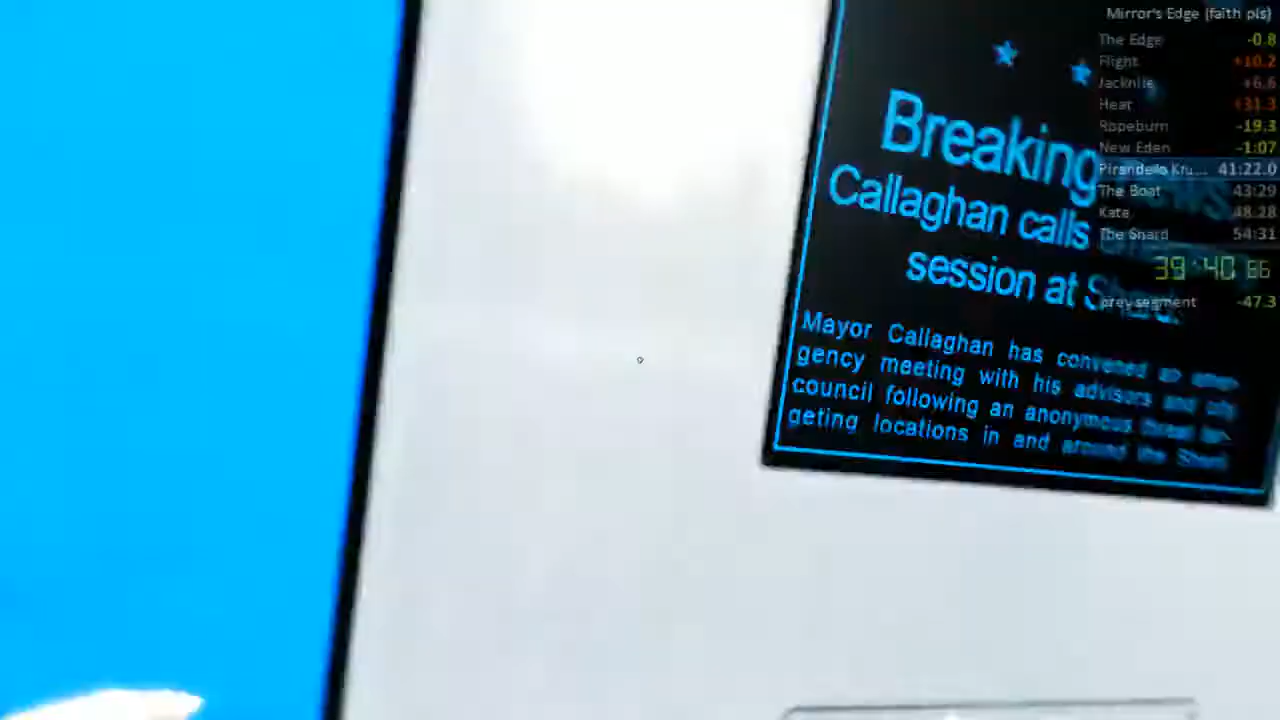 Mirror's Edge (faith pls)
The Edge -0.8
Flight +10.2
Jacknife +6.6
Heat +31.3
Ropeburn -19.3
New Eden -1:07
Pirandello Kru... 41:22.0
The Boat 43:29
Kate 48:28
The Shard 54:31
39:40 66
prev segment -47.3
Breaking News
Callaghan calls
session at Shard.
Mayor Callaghan has convened an emer-
gency meeting with his advisors and city
council following an anonymous threat tar-
geting locations in and around the Shard